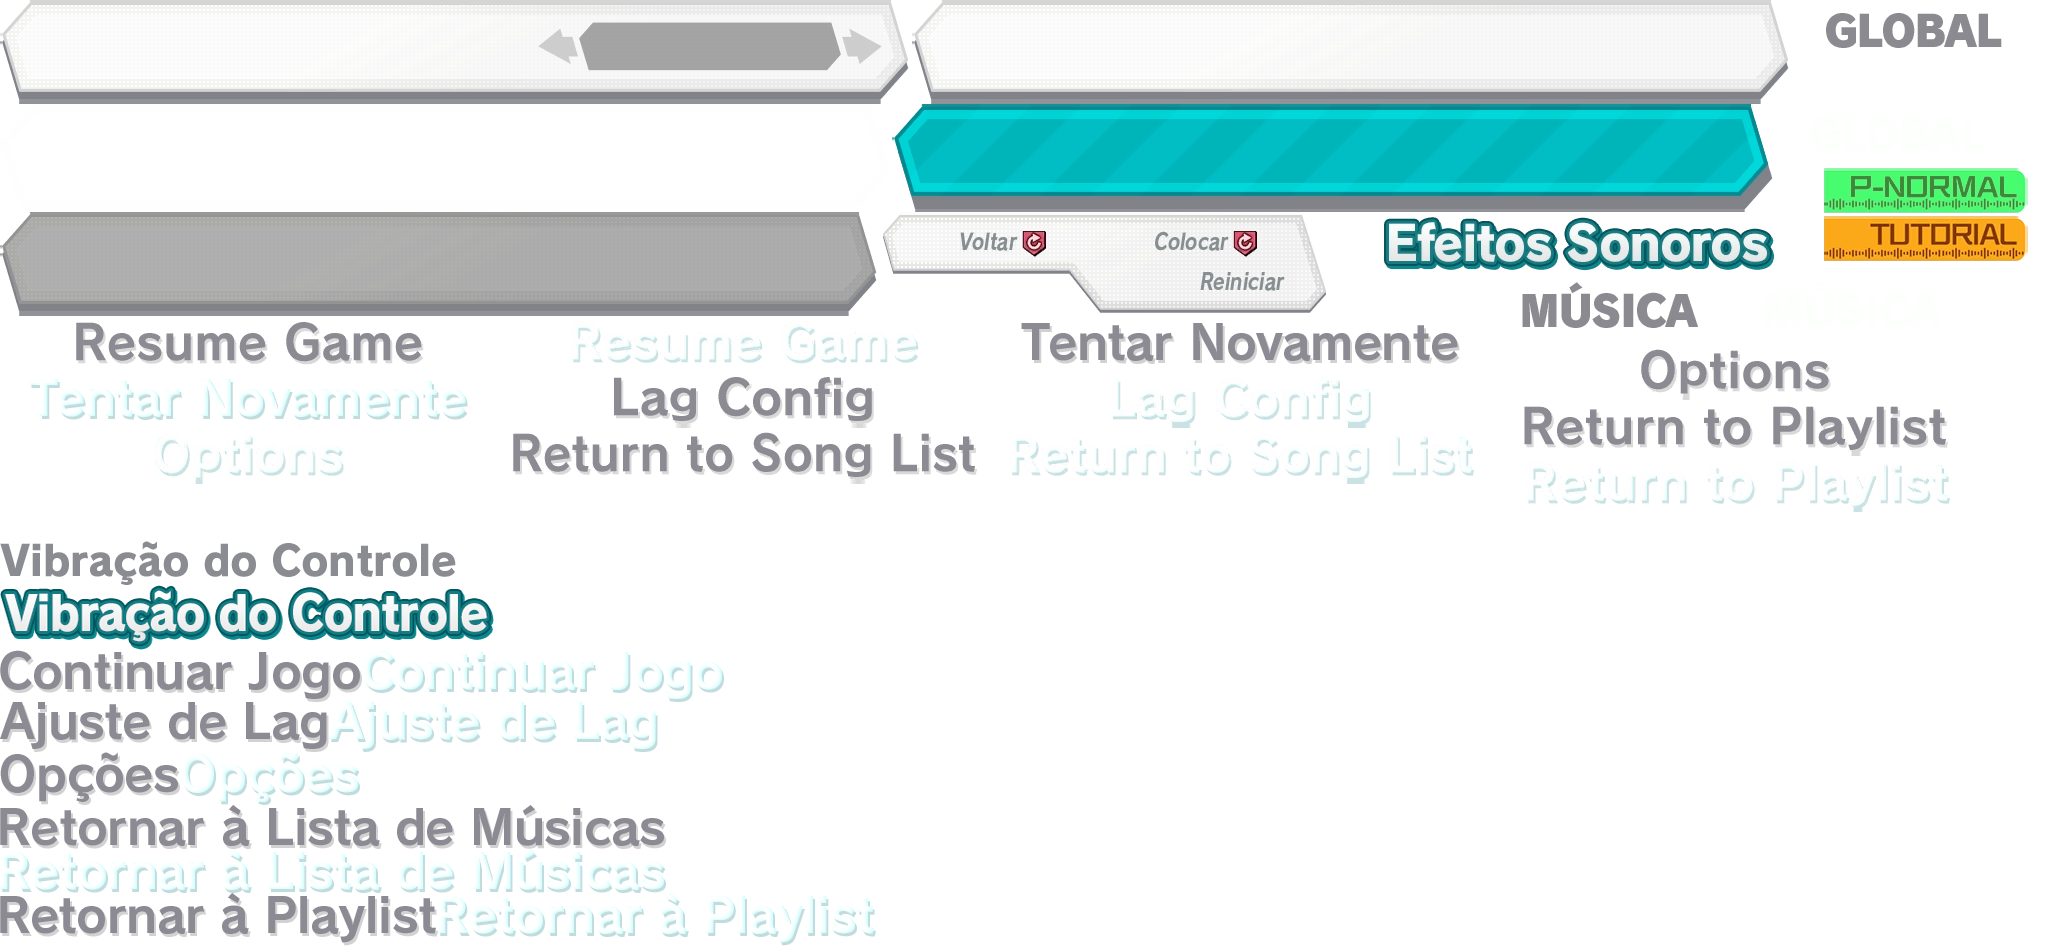 GLOBAL
GLOBAL
P-NORMAL
TUTORIAL
Voltar
Colocar
Reiniciar
Efeitos Sonoros
MÚSICA
MÚSICA
Resume Game
Resume Game
Tentar Novamente
Options
Tentar Novamente
Lag Config
Lag Config
Return to Playlist
Options
Return to Song List
Return to Song List
Return to Playlist
Vibração do Controle
Vibração do Controle
Continuar Jogo
Continuar Jogo
Ajuste de Lag
Ajuste de Lag
Opções
Opções
Retornar à Lista de Músicas
Retornar à Lista de Músicas
Retornar à Playlist
Retornar à Playlist